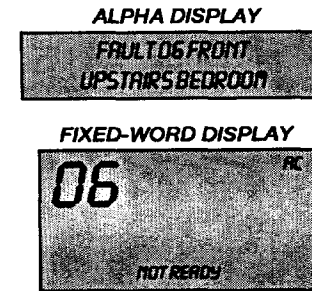 ALPHA DISPLAY
FAULT 06 FRONT
UPSTAIRS BEDROOM
FIXED-WORD DISPLAY
06
AC
NOT READY